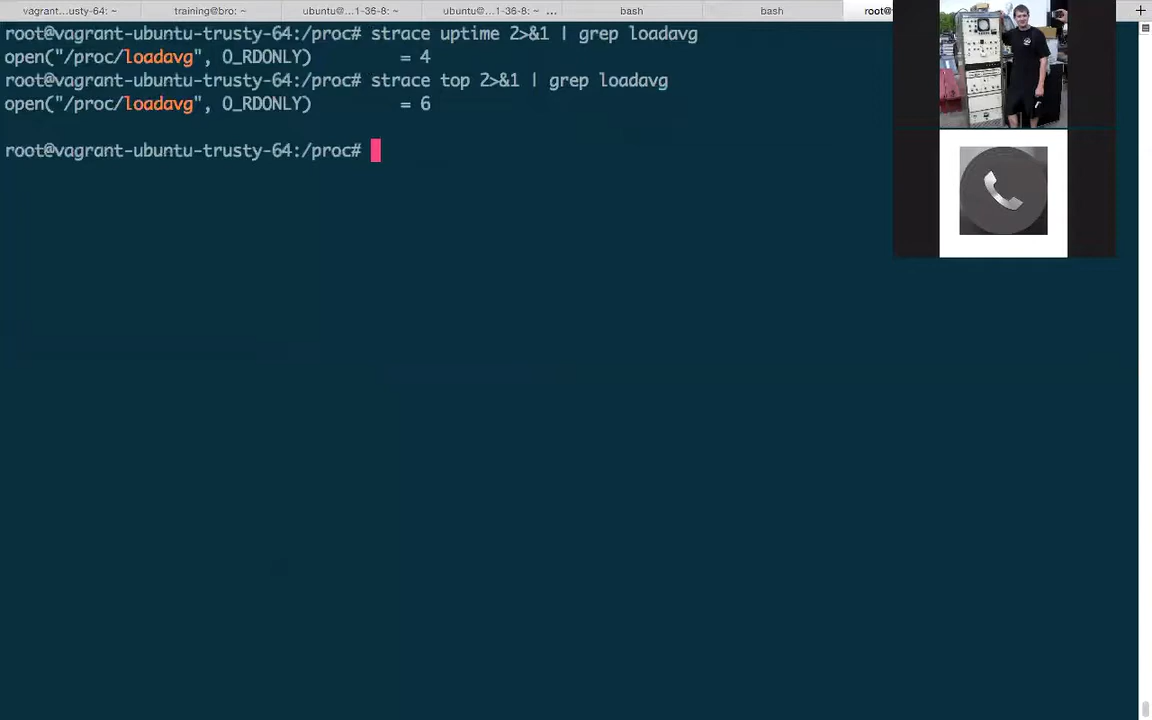 vagrant...usty-64: ~
training@bro: ~
ubuntu@...1-36-8: ~
ubuntu@...1-36-8: ~ ...
bash
bash
root@
root@vagrant-ubuntu-trusty-64:/proc# strace uptime 2>&1 | grep loadavg
open("/proc/loadavg", O_RDONLY) = 4
root@vagrant-ubuntu-trusty-64:/proc# strace top 2>&1 | grep loadavg
open("/proc/loadavg", O_RDONLY) = 6
root@vagrant-ubuntu-trusty-64:/proc#